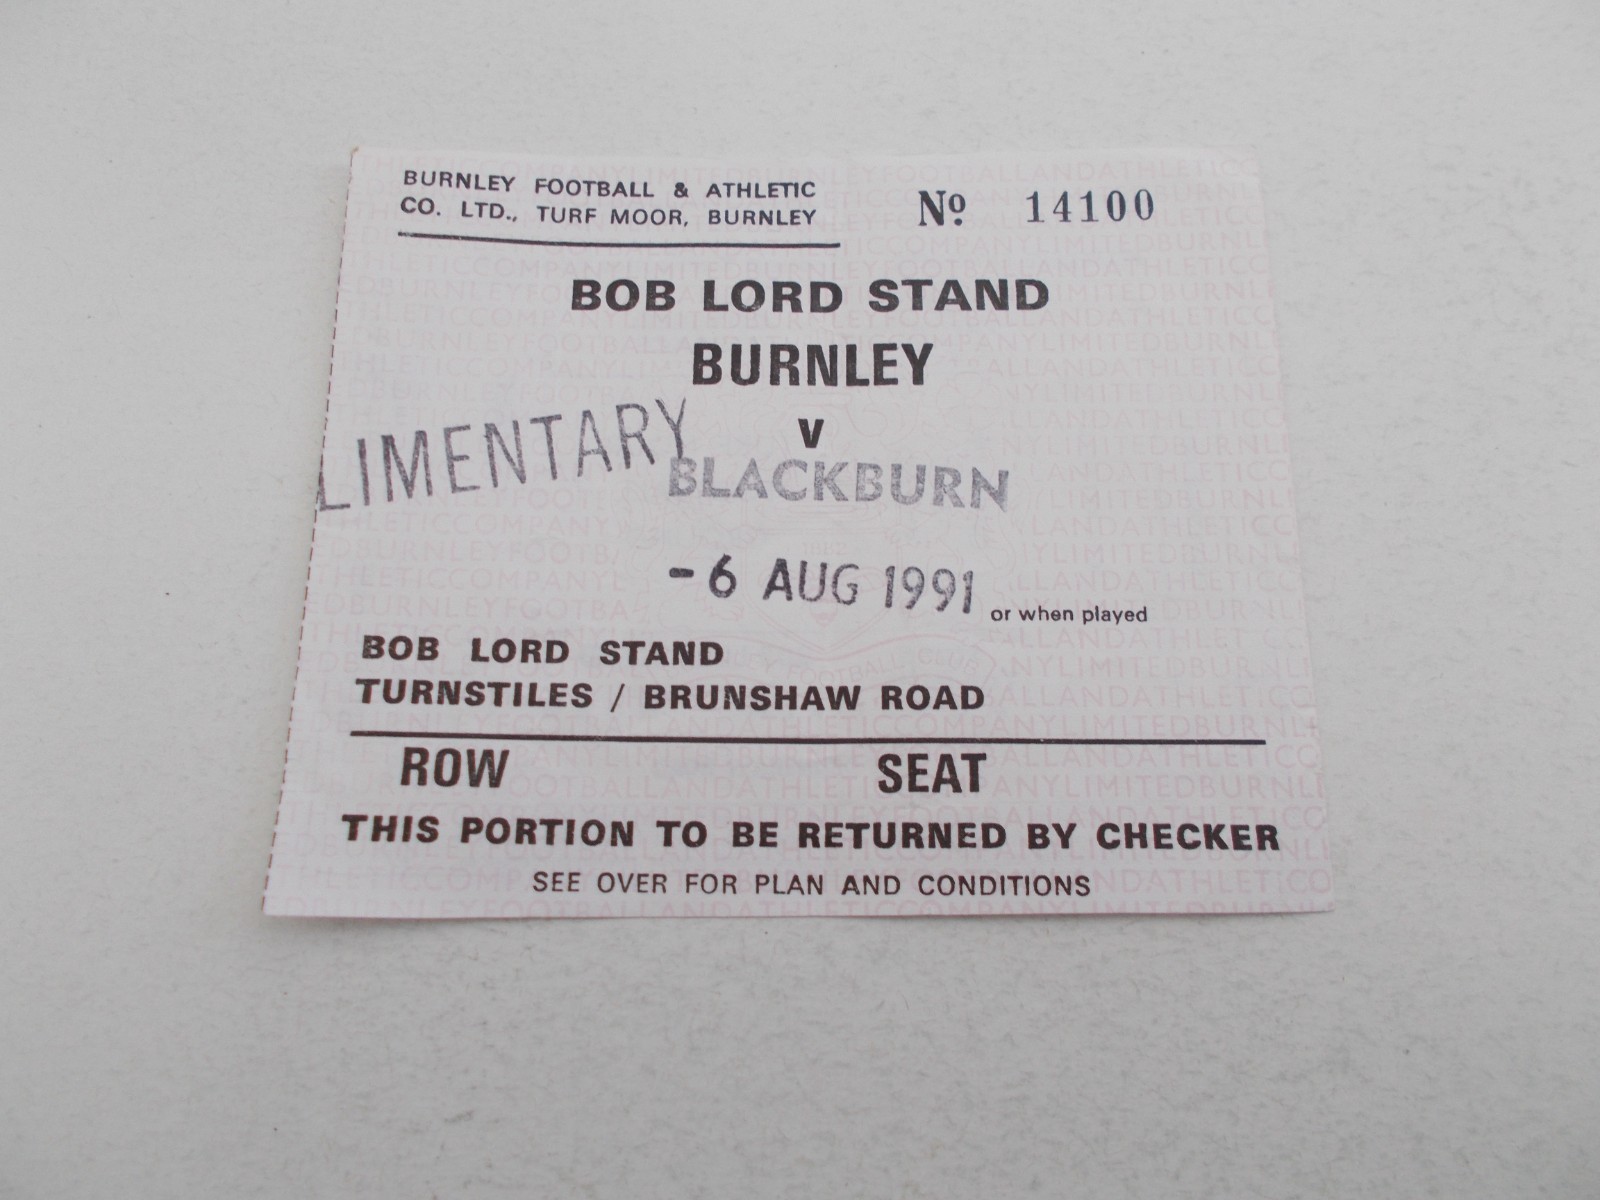 BURNLEY FOOTBALL & ATHLETIC
CO. LTD., TURF MOOR, BURNLEY
Nº 14100
BOB LORD STAND
BURNLEY
v
LIMENTARY
BLACKBURN
-6 AUG 1991 or when played
BOB LORD STAND
TURNSTILES / BRUNSHAW ROAD
ROW SEAT
THIS PORTION TO BE RETURNED BY CHECKER
SEE OVER FOR PLAN AND CONDITIONS